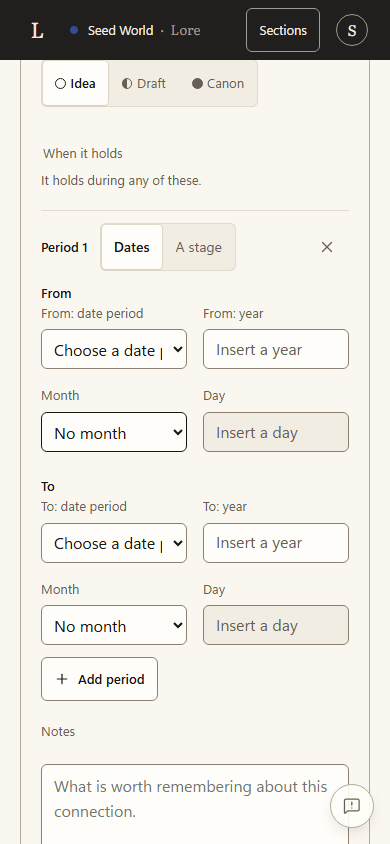 L Seed World · Lore Sections S
Idea Draft Canon
When it holds
It holds during any of these.
Period 1 Dates A stage
From
From: date period From: year
Choose a date p Insert a year
Month Day
No month Insert a day
To
To: date period To: year
Choose a date p Insert a year
Month Day
No month Insert a day
Add period
Notes
What is worth remembering about this
connection.